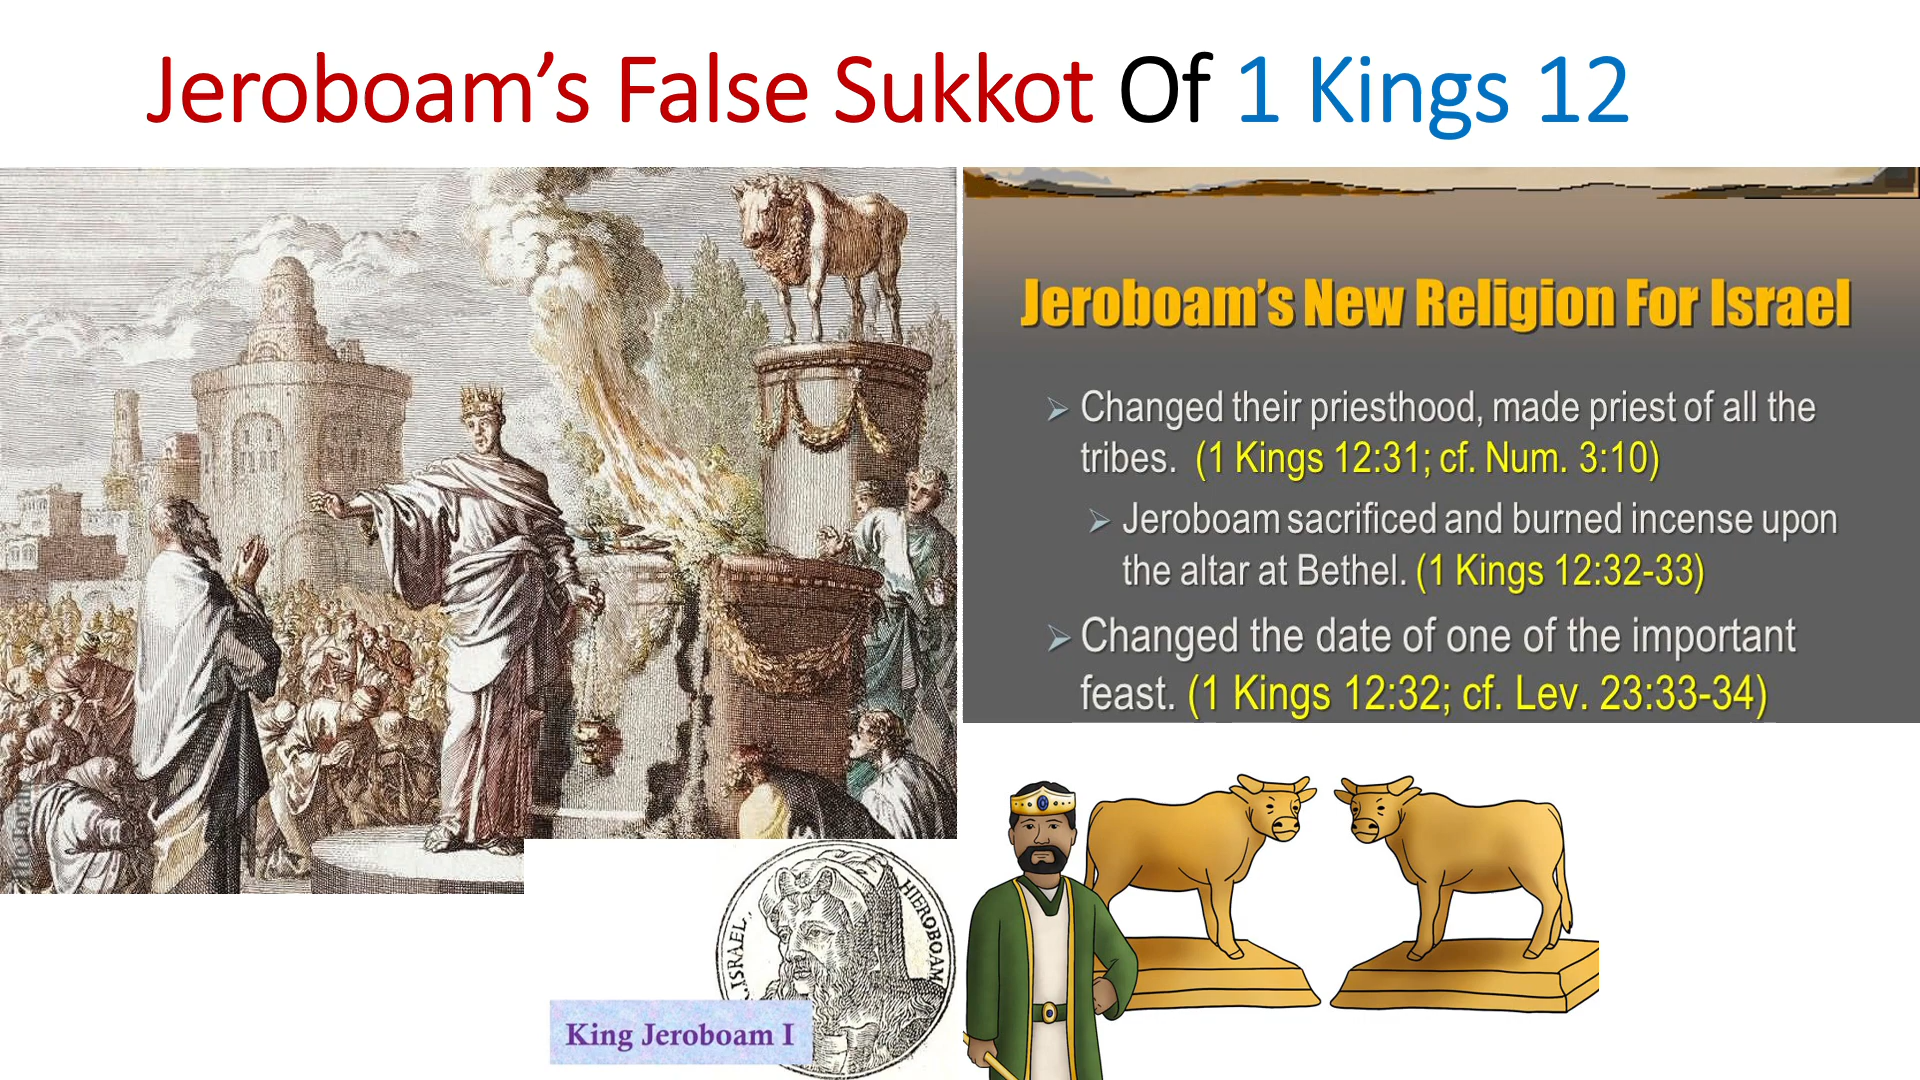 Jeroboam’s False Sukkot Of 1 Kings 12
Jeroboam’s New Religion For Israel
Changed their priesthood, made priest of all the
tribes. (1 Kings 12:31; cf. Num. 3:10)
Jeroboam sacrificed and burned incense upon
the altar at Bethel. (1 Kings 12:32-33)
Changed the date of one of the important
feast. (1 Kings 12:32; cf. Lev. 23:33-34)
ISRAEL
HIEROBOAM
King Jeroboam I